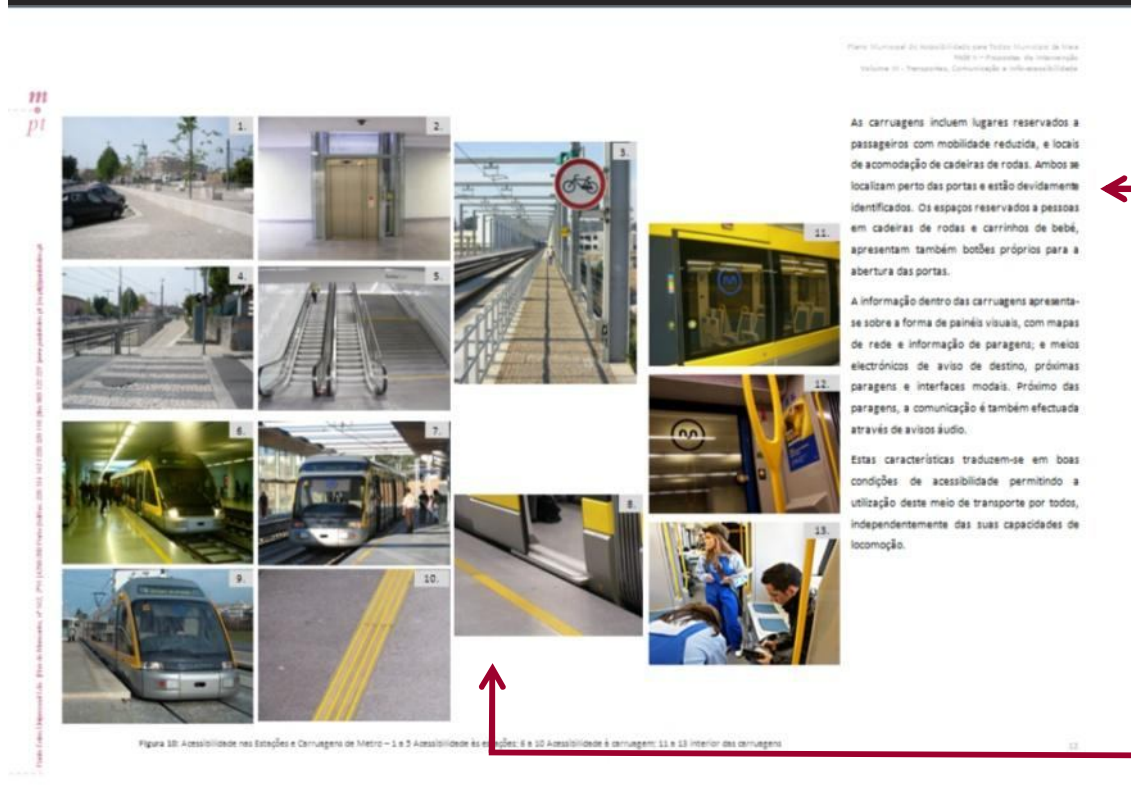 Plano Municipal de Acessibilidade para Todos Município da Maia
FASE II – Propostas de Intervenção
Volume III - Transportes, Comunicação e Info-acessibilidade
m
pt
1.
2.
3.
4.
5.
6.
7.
8.
9.
10.
11.
12.
13.
As carruagens incluem lugares reservados a
passageiros com mobilidade reduzida, e locais
de acomodação de cadeiras de rodas. Ambos se
localizam perto das portas e estão devidamente
identificados. Os espaços reservados a pessoas
em cadeiras de rodas e carrinhos de bebé,
apresentam também botões próprios para a
abertura das portas.
A informação dentro das carruagens apresenta-
se sobre a forma de painéis visuais, com mapas
de rede e informação de paragens; e meios
electrónicos de aviso de destino, próximas
paragens e interfaces modais. Próximo das
paragens, a comunicação é também efectuada
através de avisos áudio.
Estas características traduzem-se em boas
condições de acessibilidade permitindo a
utilização deste meio de transporte por todos,
independentemente das suas capacidades de
locomoção.
Figura 10: Acessibilidade nas Estações e Carruagens de Metro – 1 a 5 Acessibilidade às estações; 6 a 10 Acessibilidade à carruagem; 11 a 13 interior das carruagens